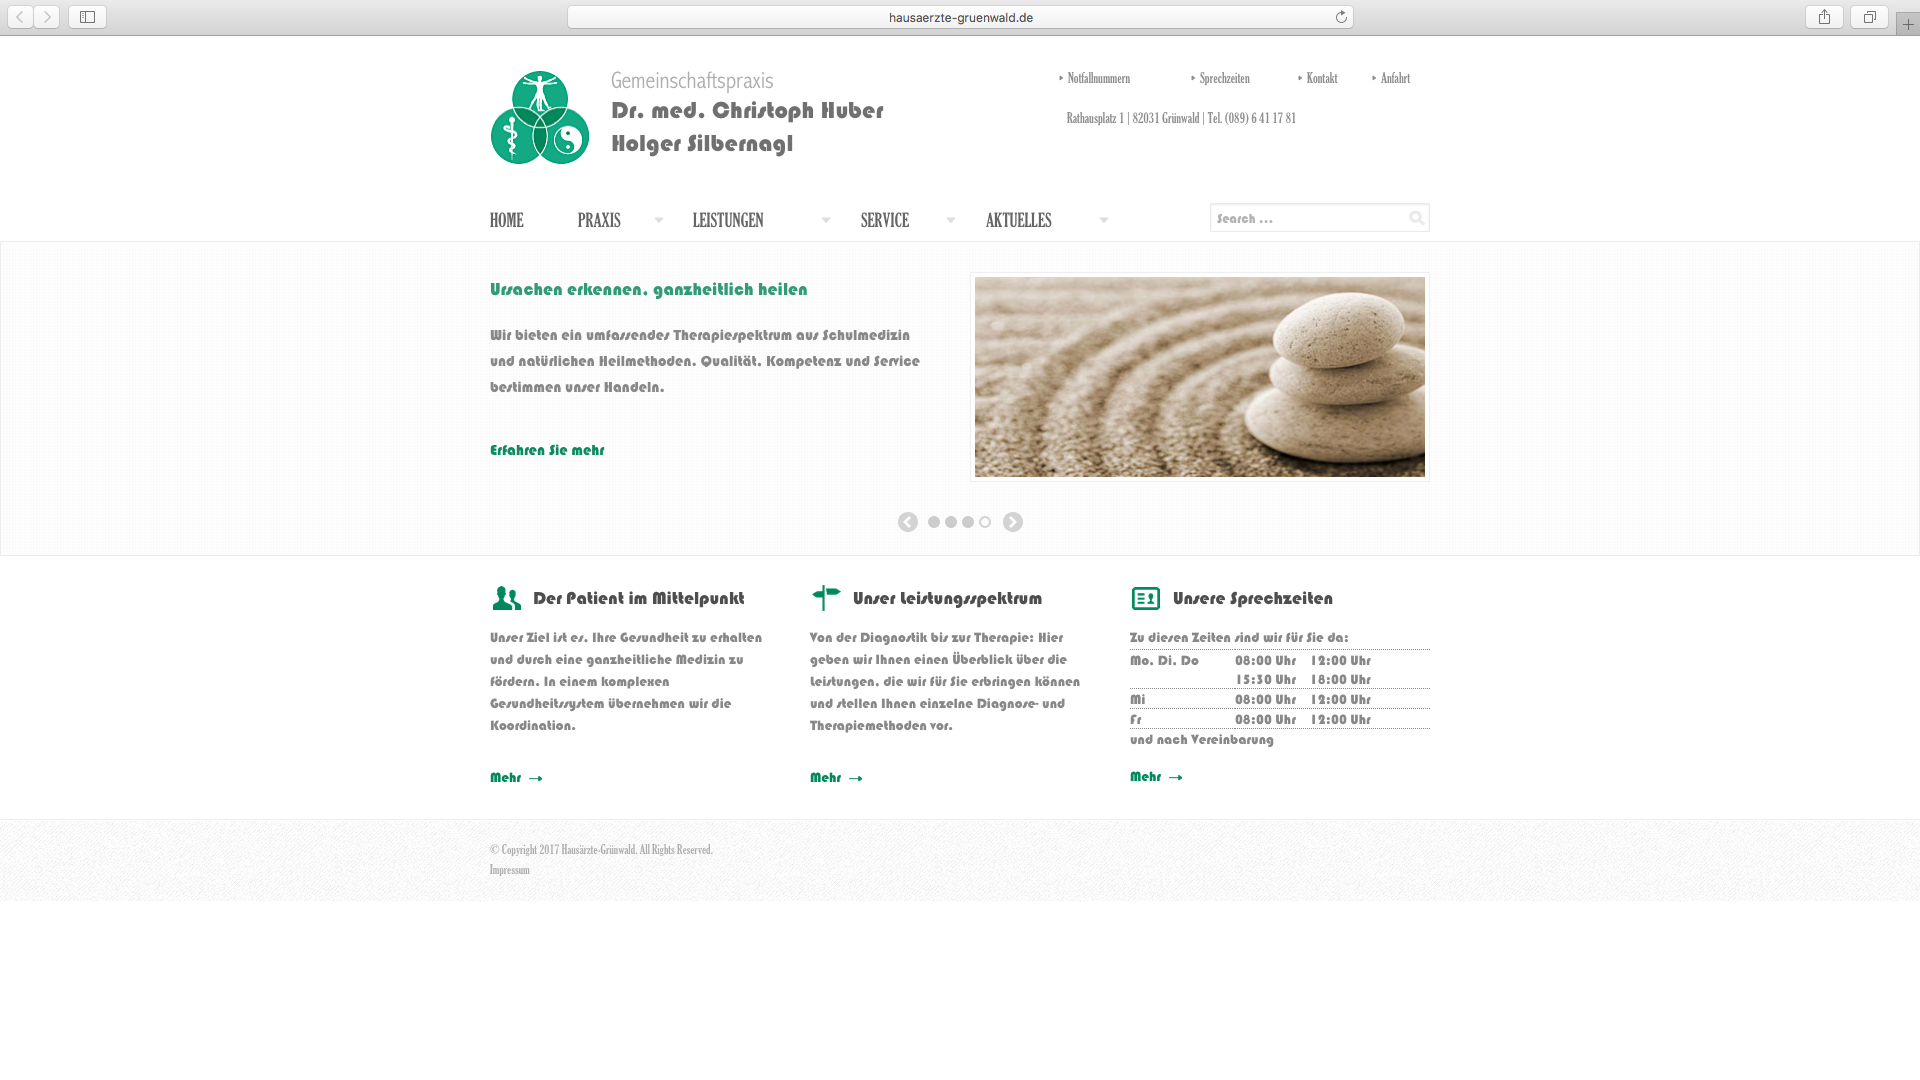 hausaerzte-gruenwald.de
Gemeinschaftspraxis
Dr. med. Christoph Huber
Holger Silbernagl
Notfallnummern Sprechzeiten Kontakt Anfahrt
Rathausplatz 1 | 82031 Grünwald | Tel. (089) 6 41 17 81
HOME PRAXIS LEISTUNGEN SERVICE AKTUELLES Search ...
Ursachen erkennen, ganzheitlich heilen
Wir bieten ein umfassendes Therapiespektrum aus Schulmedizin
und natürlichen Heilmethoden. Qualität, Kompetenz und Service
bestimmen unser Handeln.
Erfahren Sie mehr
Der Patient im Mittelpunkt
Unser Ziel ist es, Ihre Gesundheit zu erhalten
und durch eine ganzheitliche Medizin zu
fördern. In einem komplexen
Gesundheitssystem übernehmen wir die
Koordination.
Mehr →
Unser Leistungsspektrum
Von der Diagnostik bis zur Therapie: Hier
geben wir Ihnen einen Überblick über die
Leistungen, die wir für Sie erbringen können
und stellen Ihnen einzelne Diagnose- und
Therapiemethoden vor.
Mehr →
Unsere Sprechzeiten
Zu diesen Zeiten sind wir für Sie da:
Mo, Di, Do 08:00 Uhr 12:00 Uhr
15:30 Uhr 18:00 Uhr
Mi 08:00 Uhr 12:00 Uhr
Fr 08:00 Uhr 12:00 Uhr
und nach Vereinbarung
Mehr →
© Copyright 2017 Hausärzte-Grünwald. All Rights Reserved.
Impressum